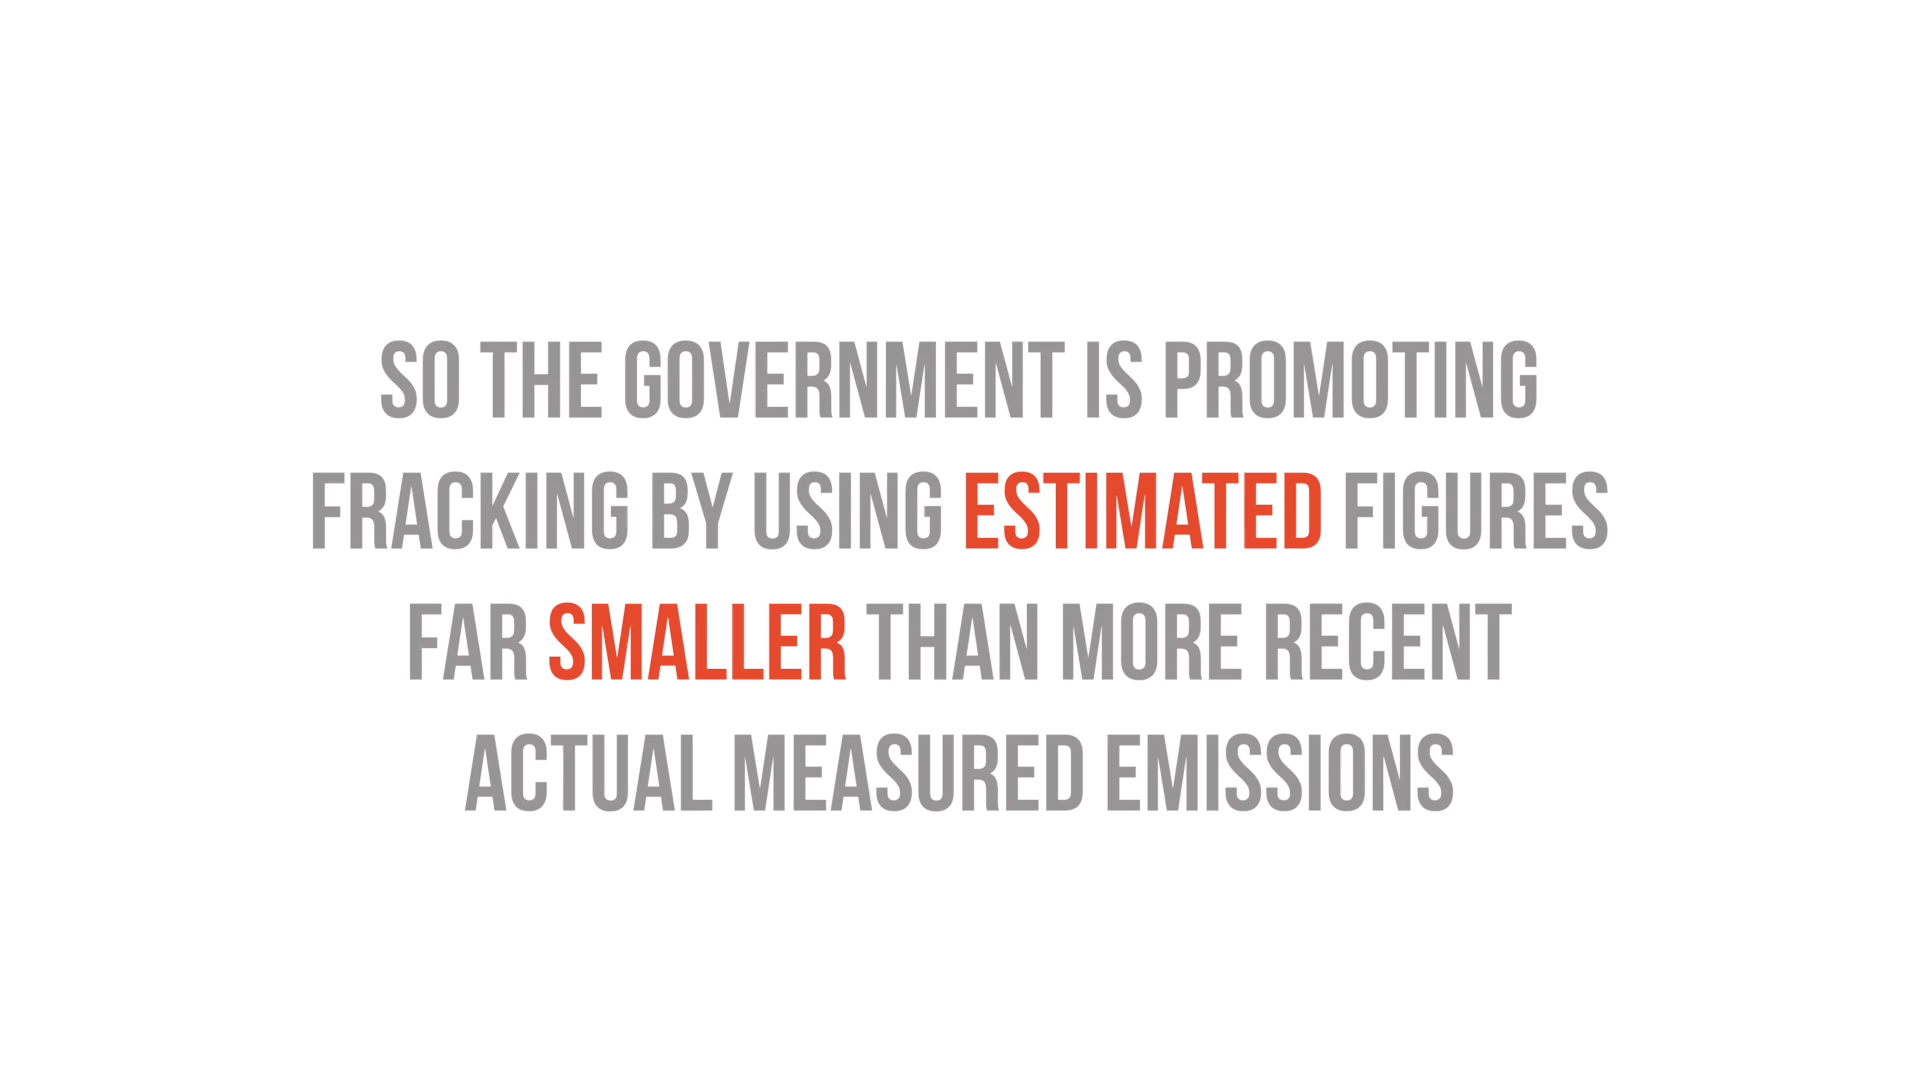 SO THE GOVERNMENT IS PROMOTING
FRACKING BY USING ESTIMATED FIGURES
FAR SMALLER THAN MORE RECENT
ACTUAL MEASURED EMISSIONS